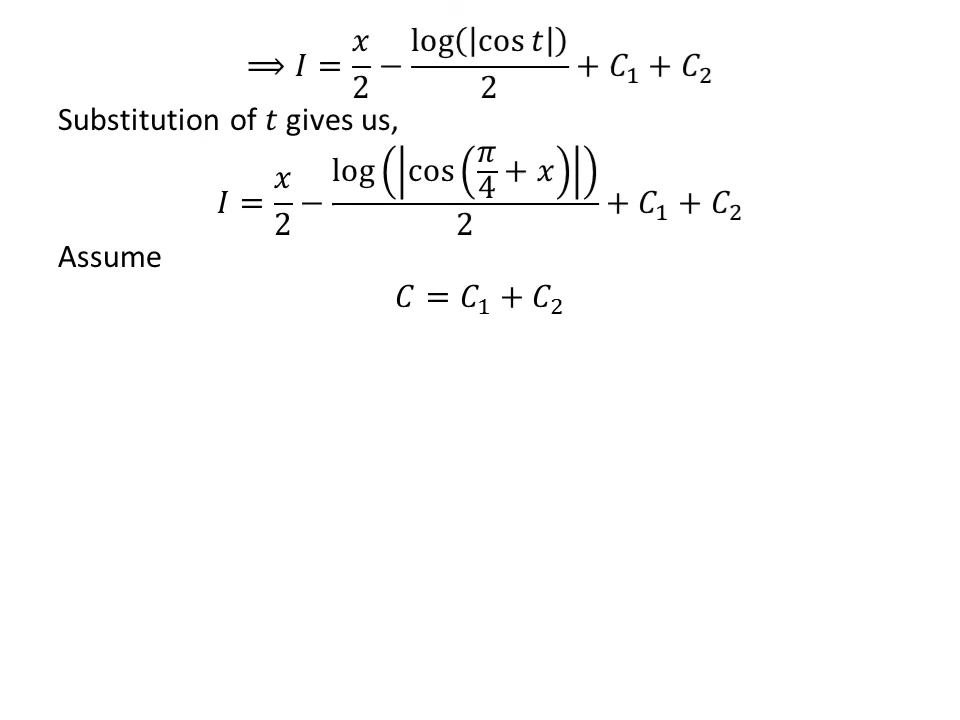 ⟹ I = x/2 − log(|cos t|)/2 + C₁ + C₂
Substitution of t gives us,
I = x/2 − log(|cos(π/4 + x)|)/2 + C₁ + C₂
Assume
C = C₁ + C₂